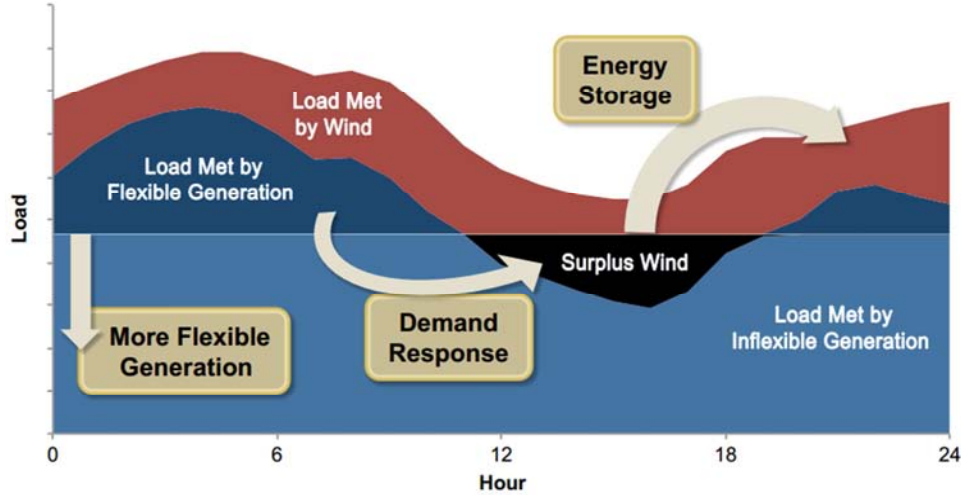 Energy
Storage
Load Met
by Wind
Load Met by
Flexible Generation
Load
Surplus Wind
More Flexible
Generation
Demand
Response
Load Met by
Inflexible Generation
0
6
12
18
24
Hour